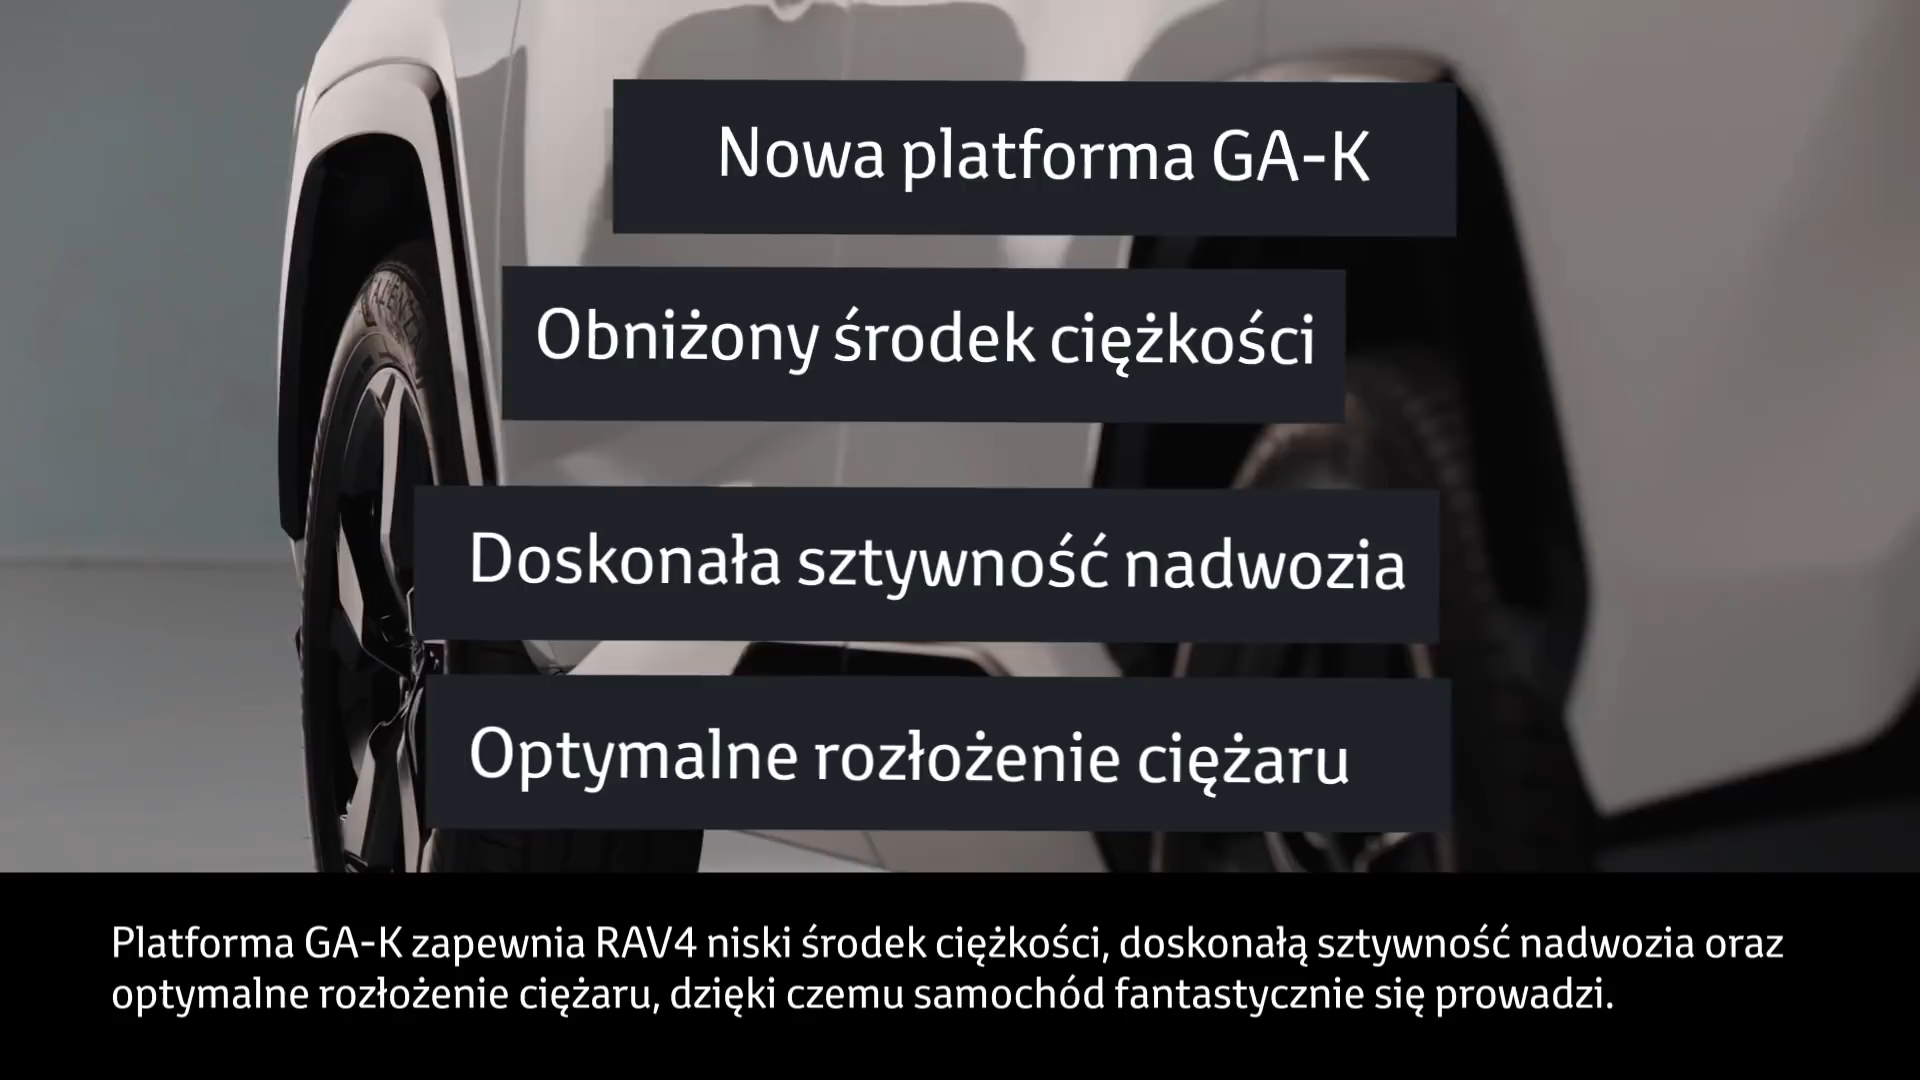 Nowa platforma GA-K
Obniżony środek ciężkości
Doskonała sztywność nadwozia
Optymalne rozłożenie ciężaru
Platforma GA-K zapewnia RAV4 niski środek ciężkości, doskonałą sztywność nadwozia oraz
optymalne rozłożenie ciężaru, dzięki czemu samochód fantastycznie się prowadzi.